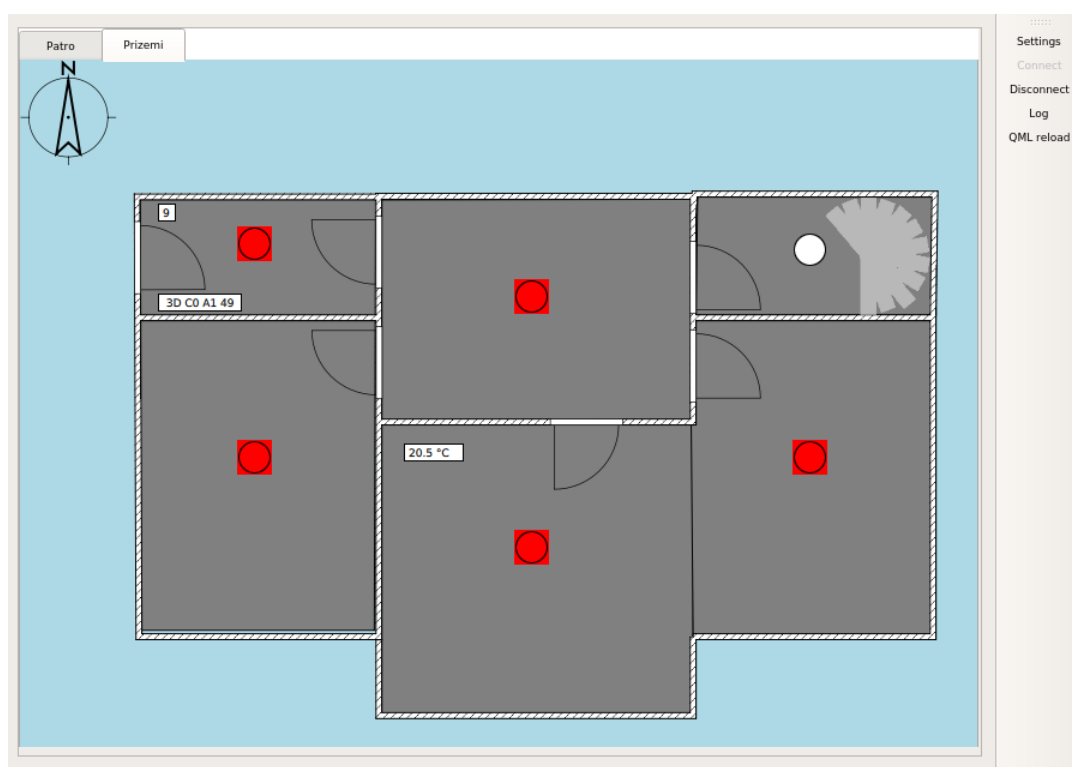 Patro
Prizemi
N
9
3D C0 A1 49
20.5 °C
Settings
Connect
Disconnect
Log
QML reload